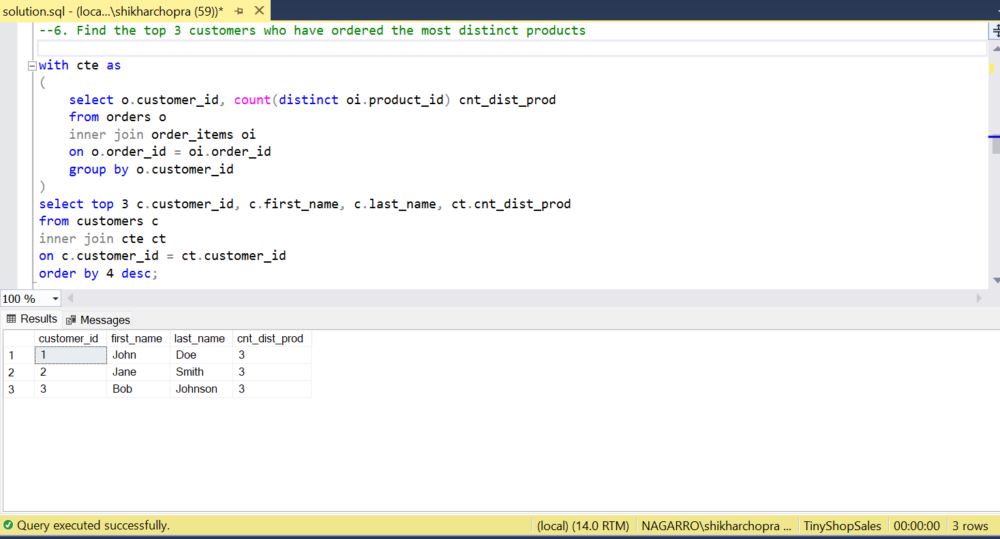 solution.sql - (loca...\shikharchopra (59))*
--6. Find the top 3 customers who have ordered the most distinct products
with cte as
(
select o.customer_id, count(distinct oi.product_id) cnt_dist_prod
from orders o
inner join order_items oi
on o.order_id = oi.order_id
group by o.customer_id
)
select top 3 c.customer_id, c.first_name, c.last_name, ct.cnt_dist_prod
from customers c
inner join cte ct
on c.customer_id = ct.customer_id
order by 4 desc;
100 %
Results Messages
customer_id first_name last_name cnt_dist_prod
1 1 John Doe 3
2 2 Jane Smith 3
3 3 Bob Johnson 3
Query executed successfully. (local) (14.0 RTM) NAGARRO\shikharchopra ... TinyShopSales 00:00:00 3 rows